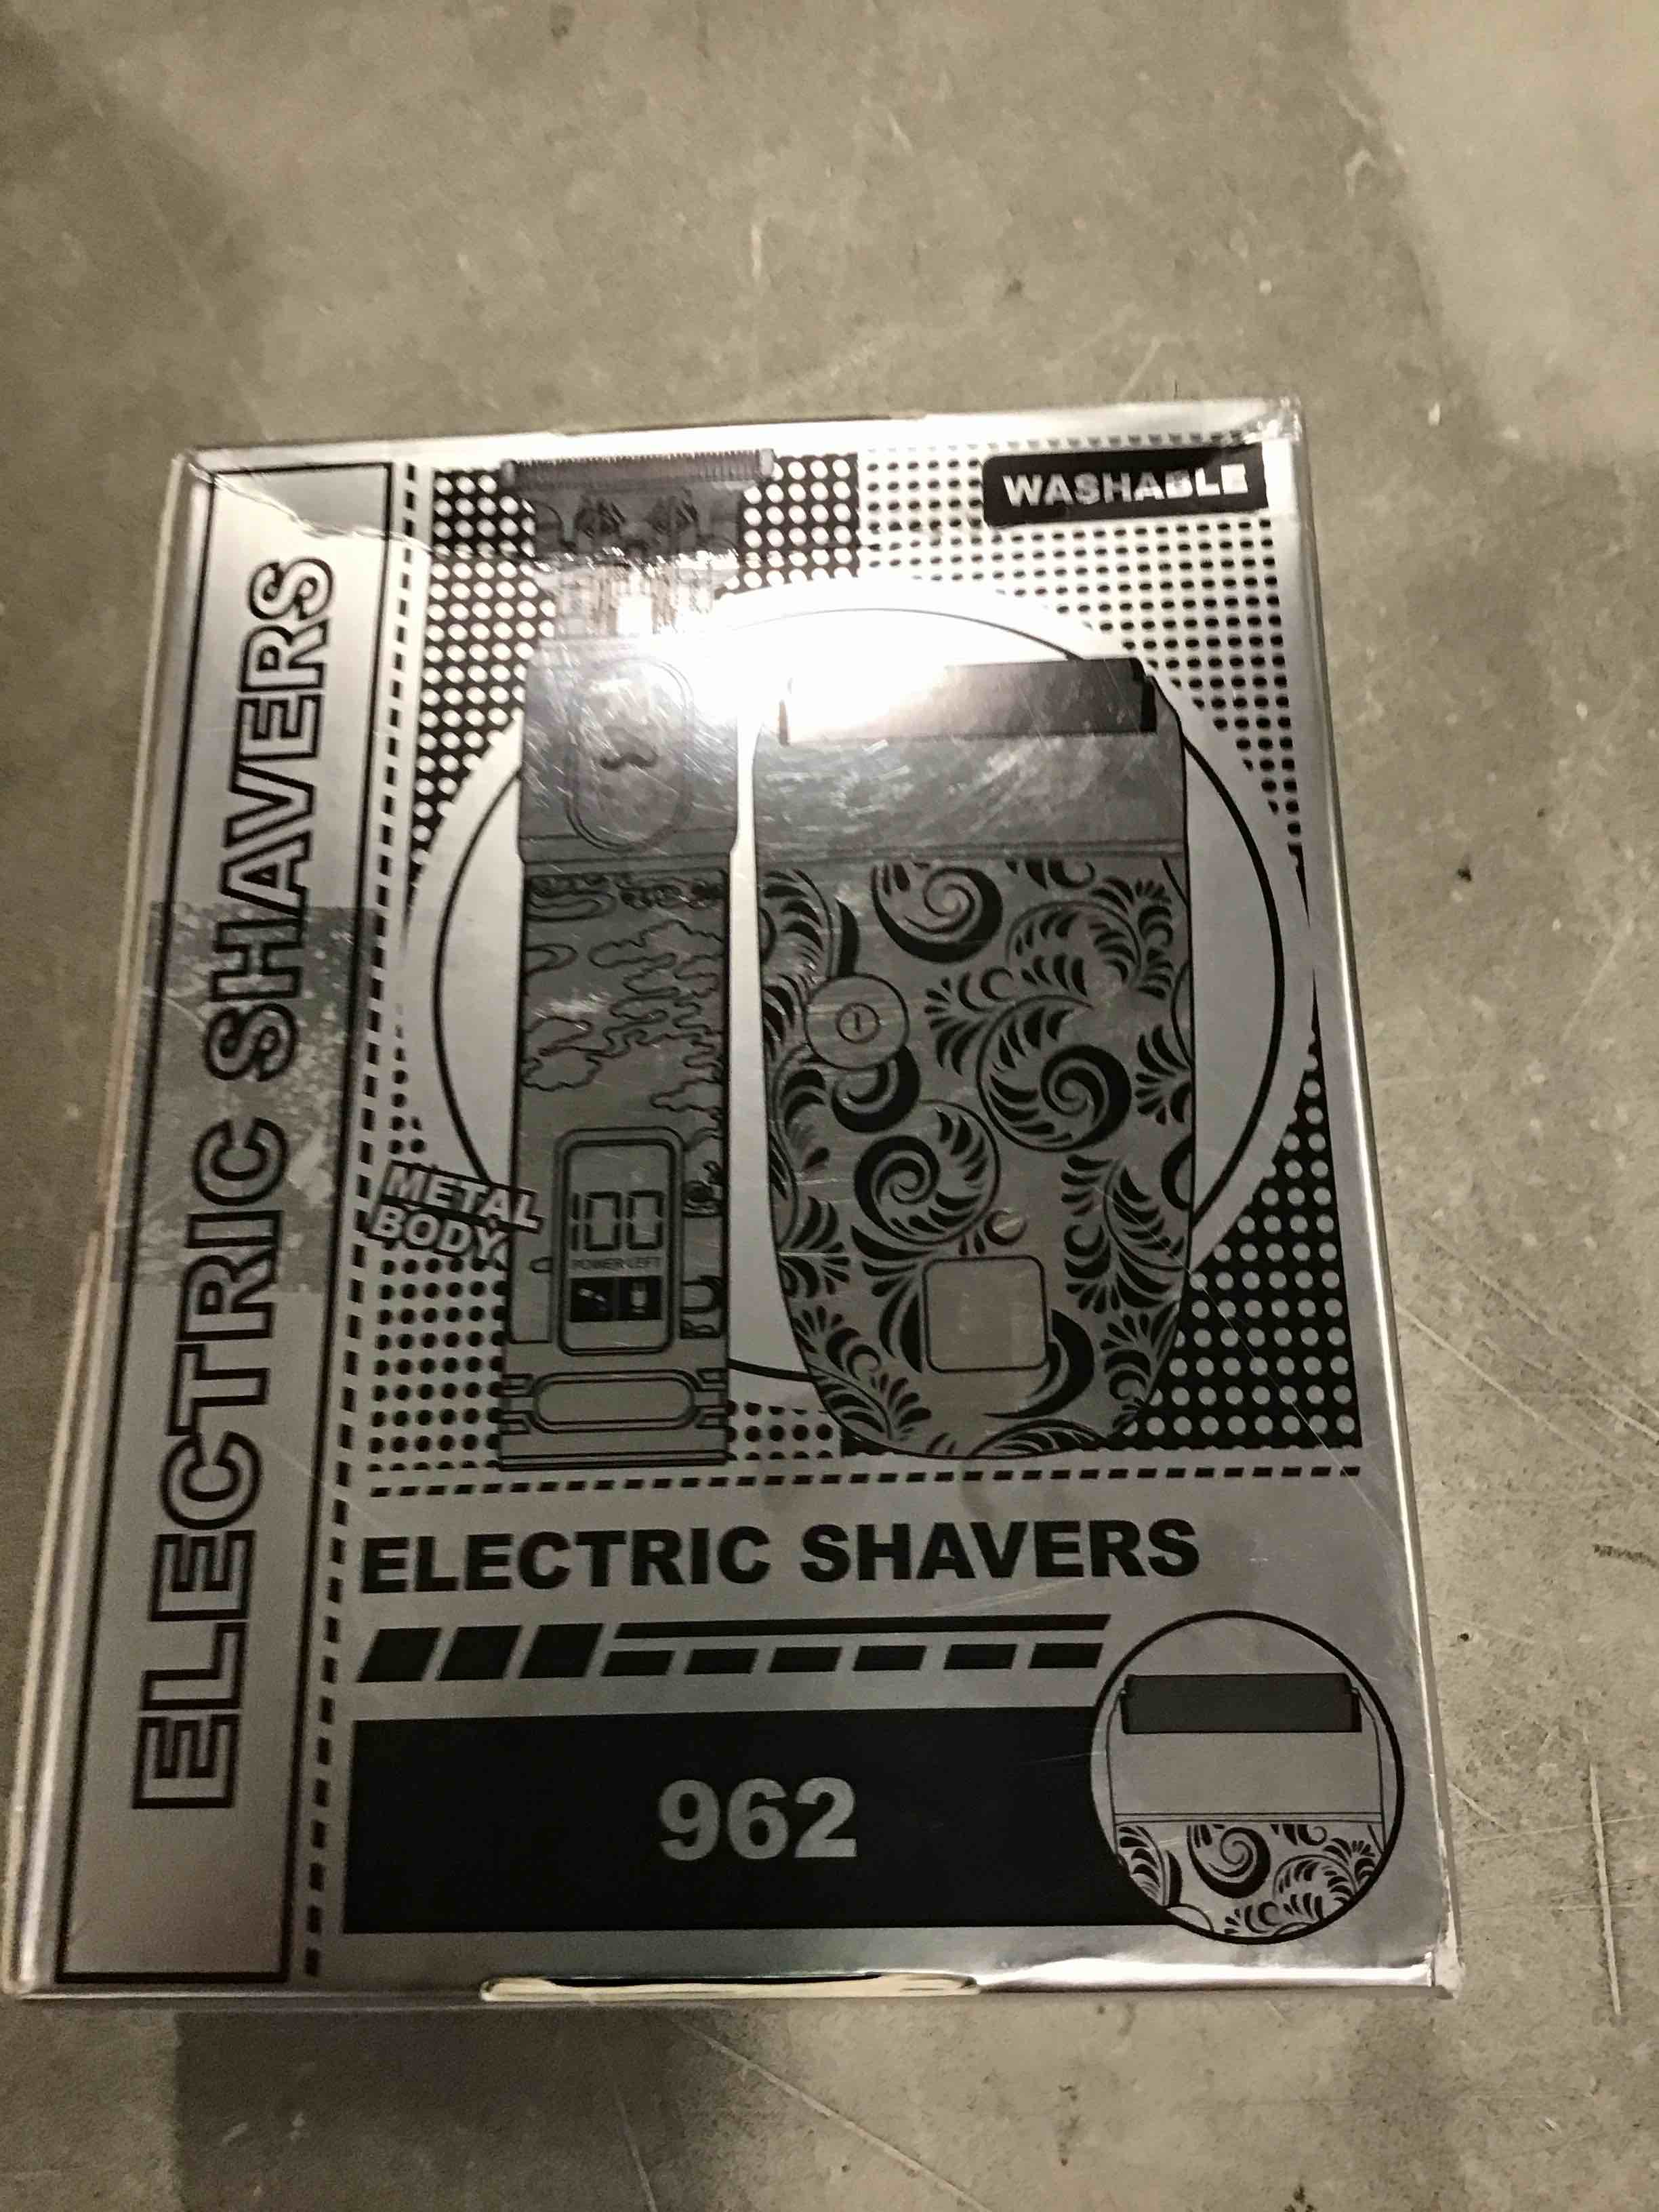 WASHABLE
ELECTRIC SHAVERS
METAL
BODY
100
POWER LEFT
ELECTRIC SHAVERS
962